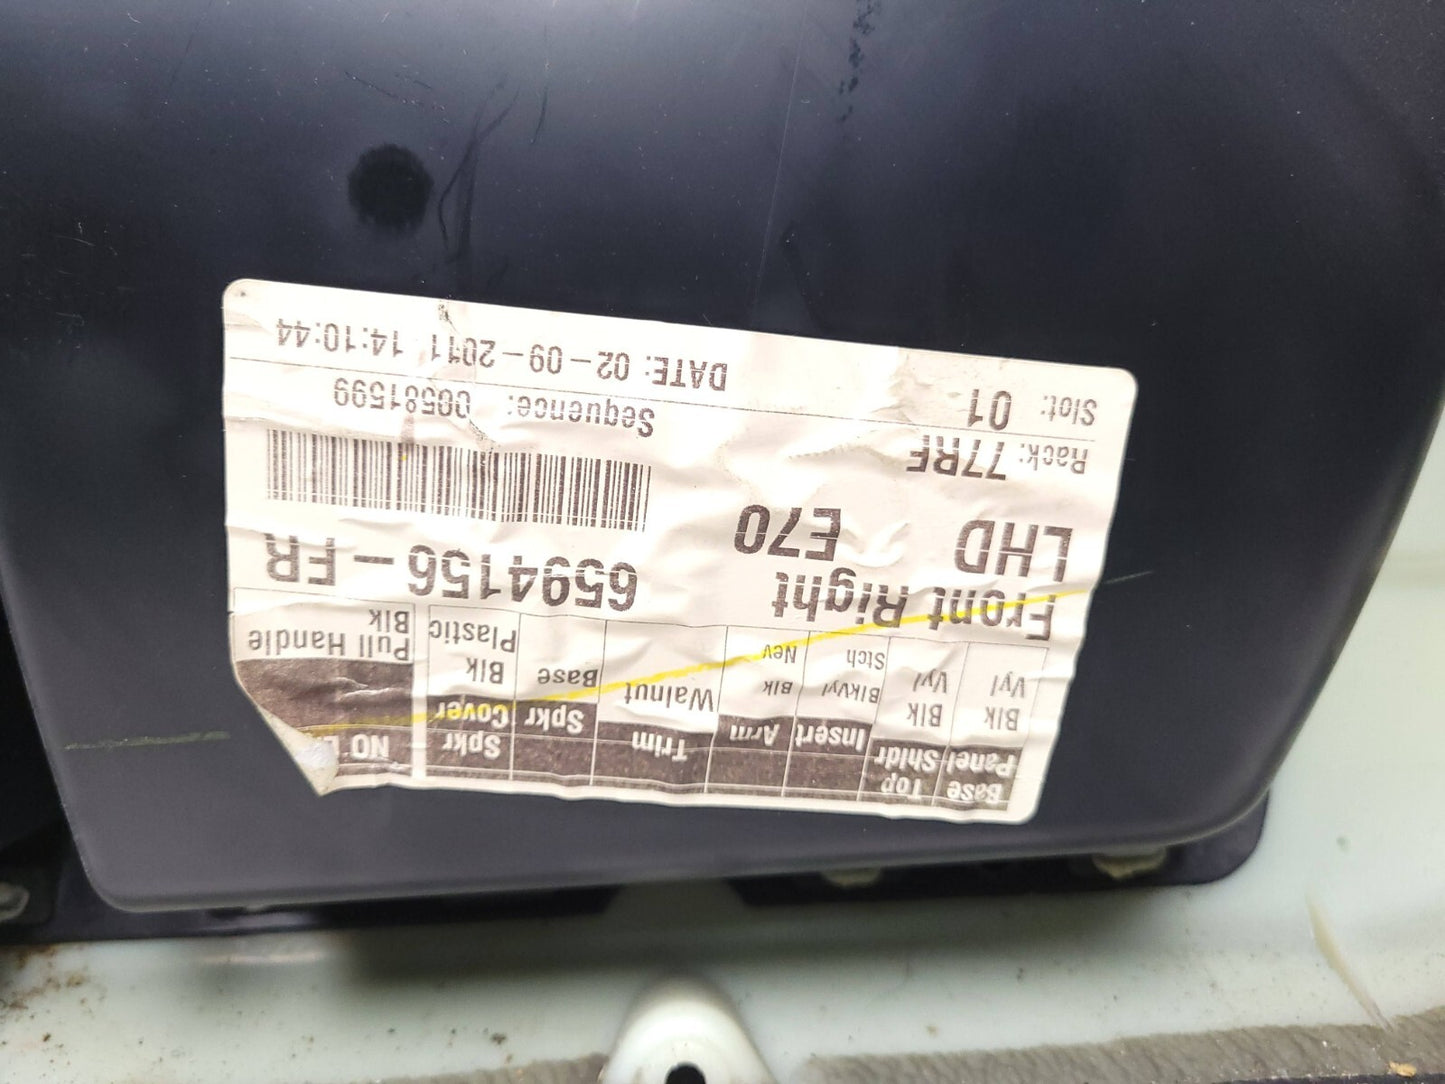 Base Panel
Blk
Vyl
Top Shldr
Blk
Vyl
Insert
BlkVyl
Stch
Arm
Blk
Nev
Trim
Walnut
Spkr
Base
Spkr
Cover
Blk
Plastic
NO
Pull Handle
Blk
Front Right
LHD E70
6594156-FR
Rack: 77RF
Slot: 01
Sequence: 00581599
DATE: 02-09-2011 14:10:44